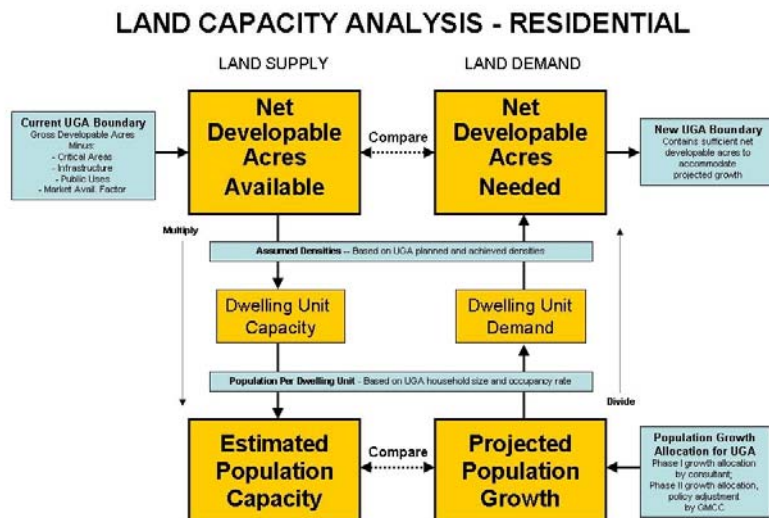 LAND CAPACITY ANALYSIS - RESIDENTIAL
LAND SUPPLY
LAND DEMAND
Current UGA Boundary
Gross Developable Acres
Minus:
- Critical Areas
- Infrastructure
- Public Uses
- Market Avail. Factor
Net
Developable
Acres
Available
Compare
Net
Developable
Acres
Needed
New UGA Boundary
Contains sufficient net
developable acres to
accommodate
projected growth
Multiply
Assumed Densities -- Based on UGA planned and achieved densities
Dwelling Unit
Capacity
Dwelling Unit
Demand
Population Per Dwelling Unit - Based on UGA household size and occupancy rate
Divide
Estimated
Population
Capacity
Compare
Projected
Population
Growth
Population Growth
Allocation for UGA
Phase I growth allocation
by consultant;
Phase II growth allocation,
policy adjustment
by GMCC